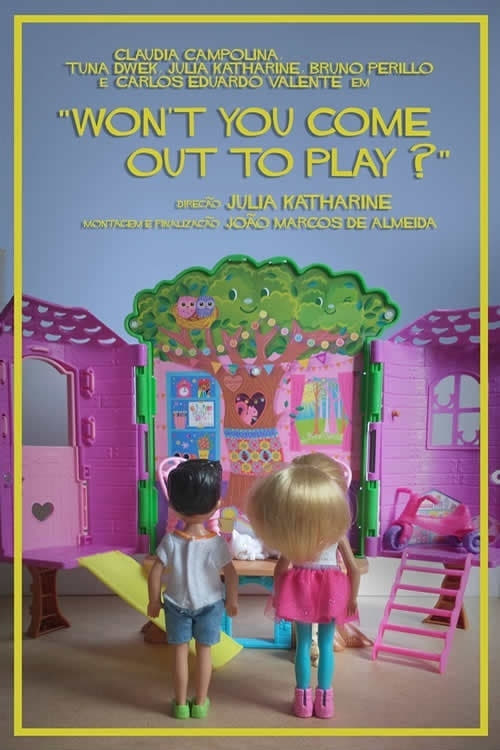 CLAUDIA CAMPOLINA,
TUNA DWEK, JULIA KATHARINE, BRUNO PERILLO
E CARLOS EDUARDO VALENTE EM
"WON'T YOU COME
OUT TO PLAY?"
DIREÇÃO JULIA KATHARINE
MONTAGEM E FINALIZAÇÃO JOÃO MARCOS DE ALMEIDA